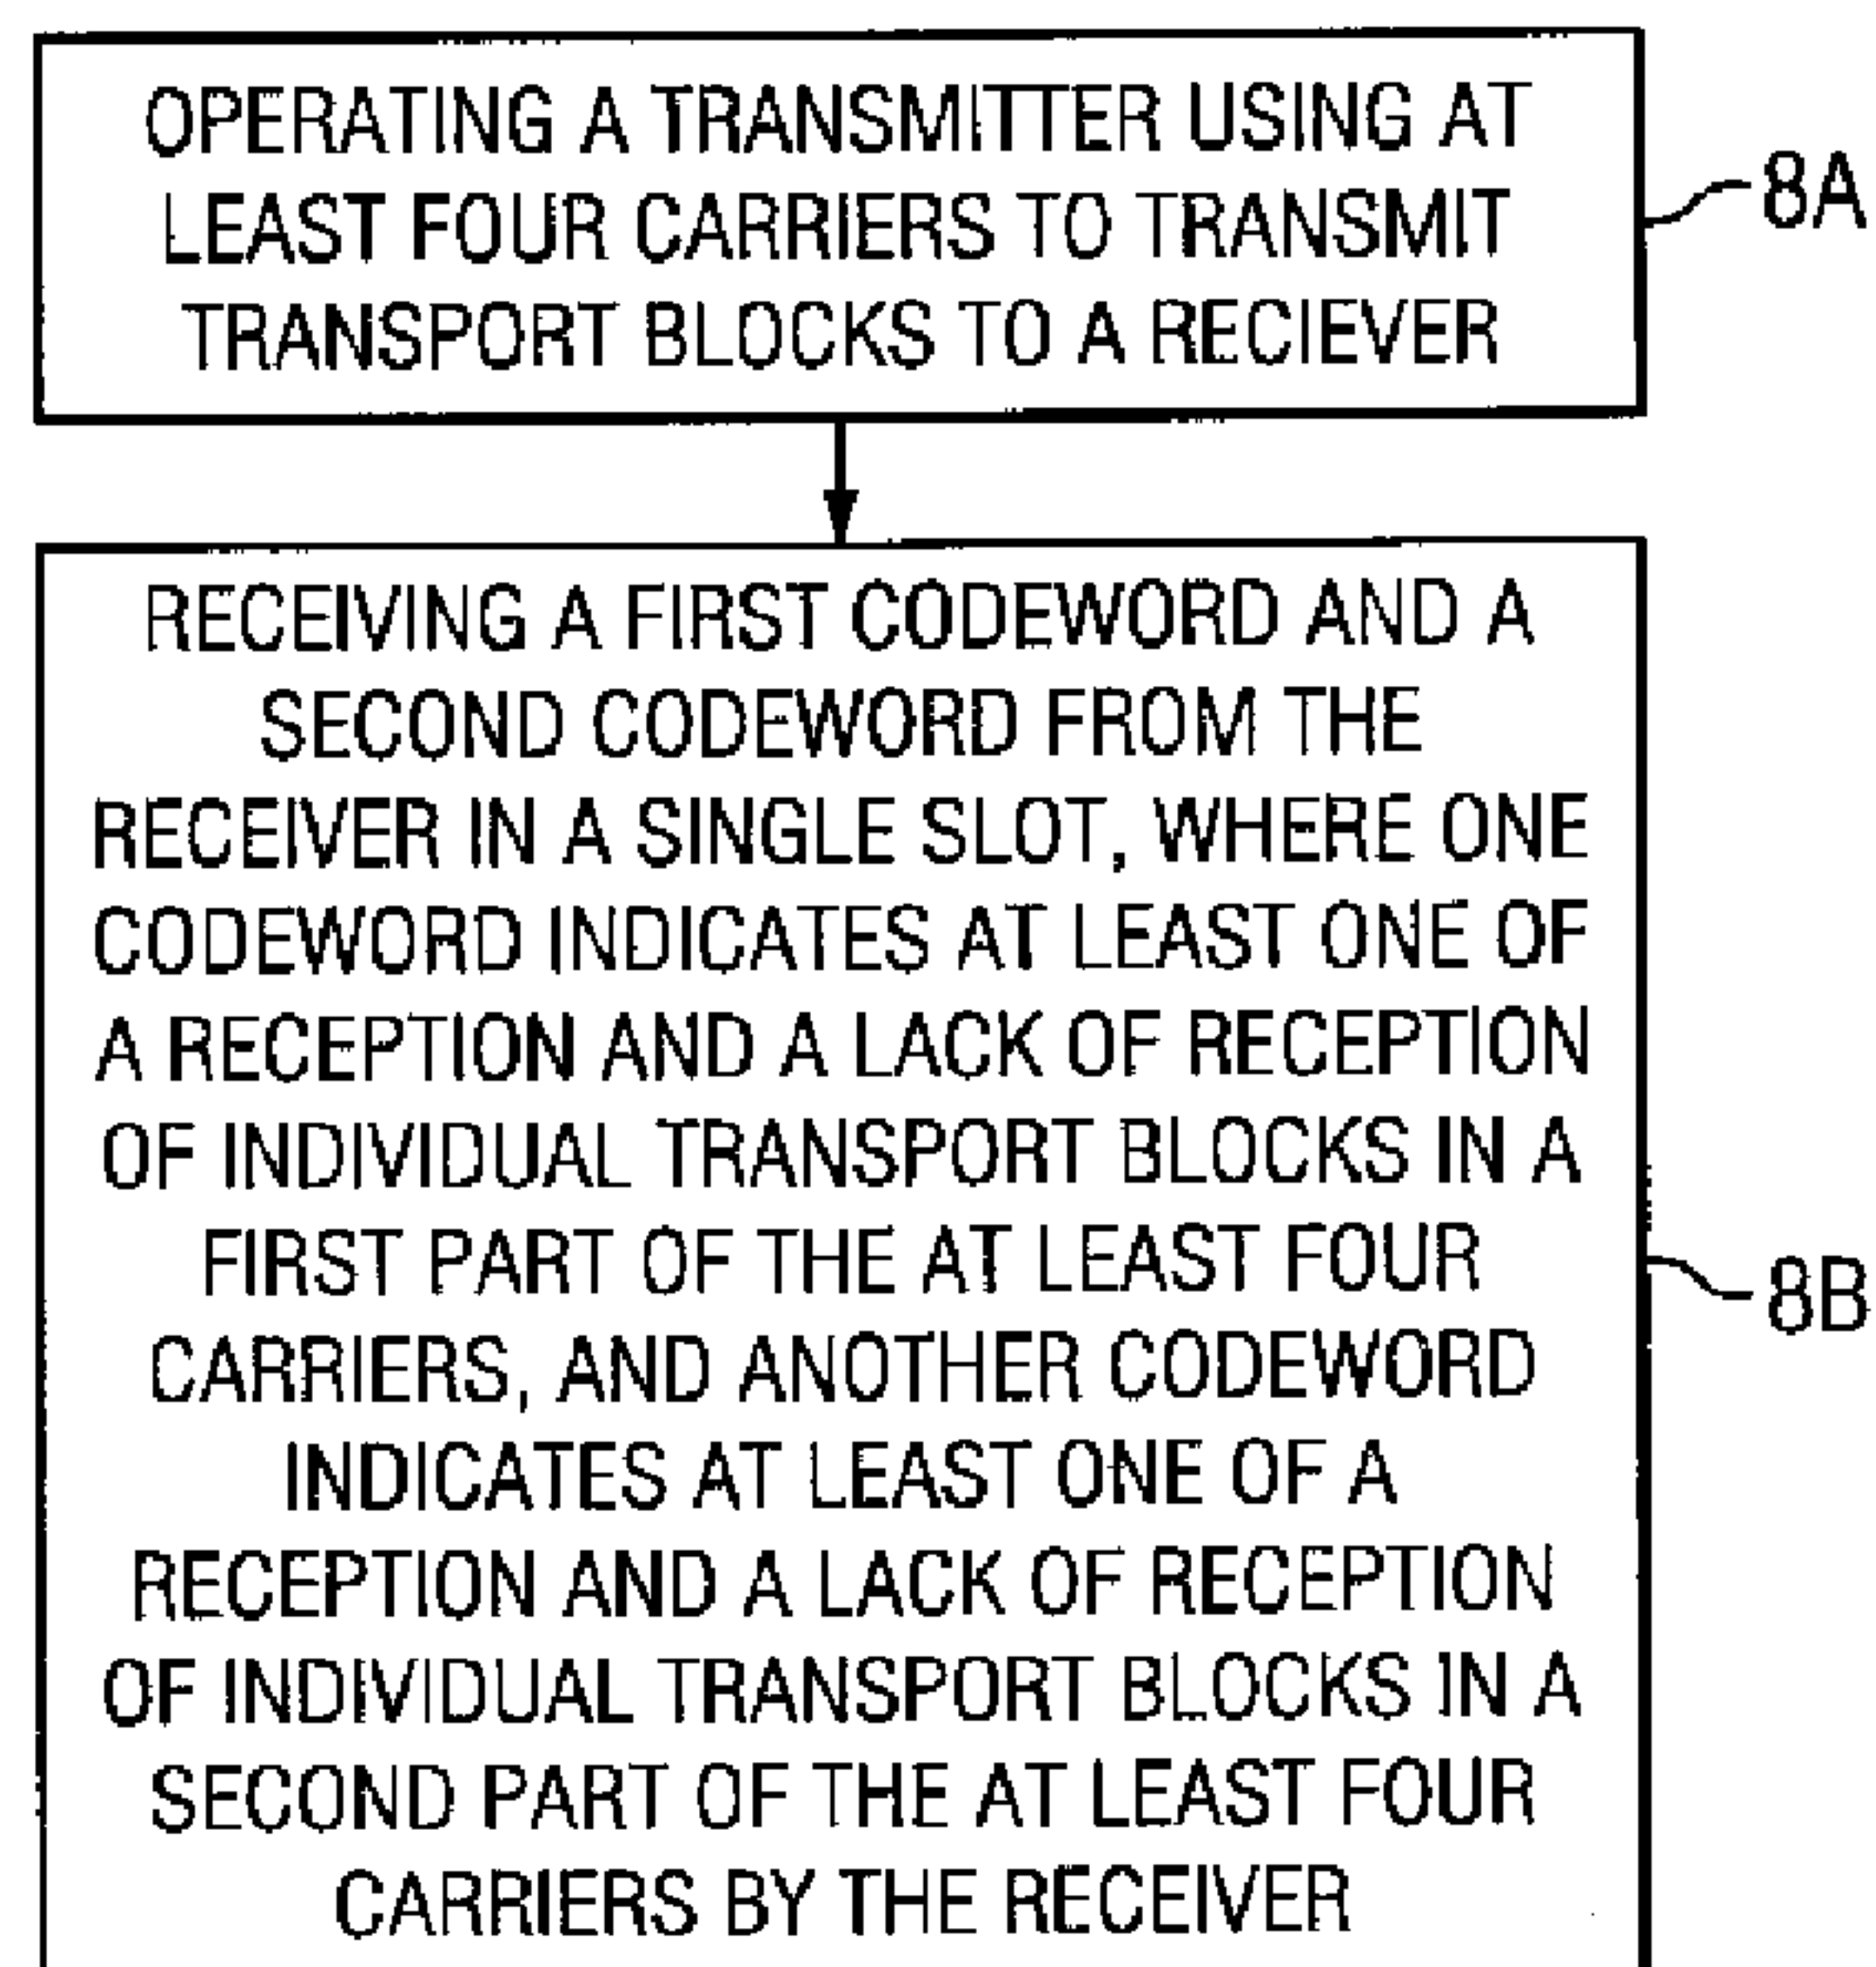 OPERATING A TRANSMITTER USING AT
LEAST FOUR CARRIERS TO TRANSMIT
TRANSPORT BLOCKS TO A RECIEVER
8A
RECEIVING A FIRST CODEWORD AND A
SECOND CODEWORD FROM THE
RECEIVER IN A SINGLE SLOT, WHERE ONE
CODEWORD INDICATES AT LEAST ONE OF
A RECEPTION AND A LACK OF RECEPTION
OF INDIVIDUAL TRANSPORT BLOCKS IN A
FIRST PART OF THE AT LEAST FOUR
CARRIERS, AND ANOTHER CODEWORD
INDICATES AT LEAST ONE OF A
RECEPTION AND A LACK OF RECEPTION
OF INDIVIDUAL TRANSPORT BLOCKS IN A
SECOND PART OF THE AT LEAST FOUR
CARRIERS BY THE RECEIVER
8B